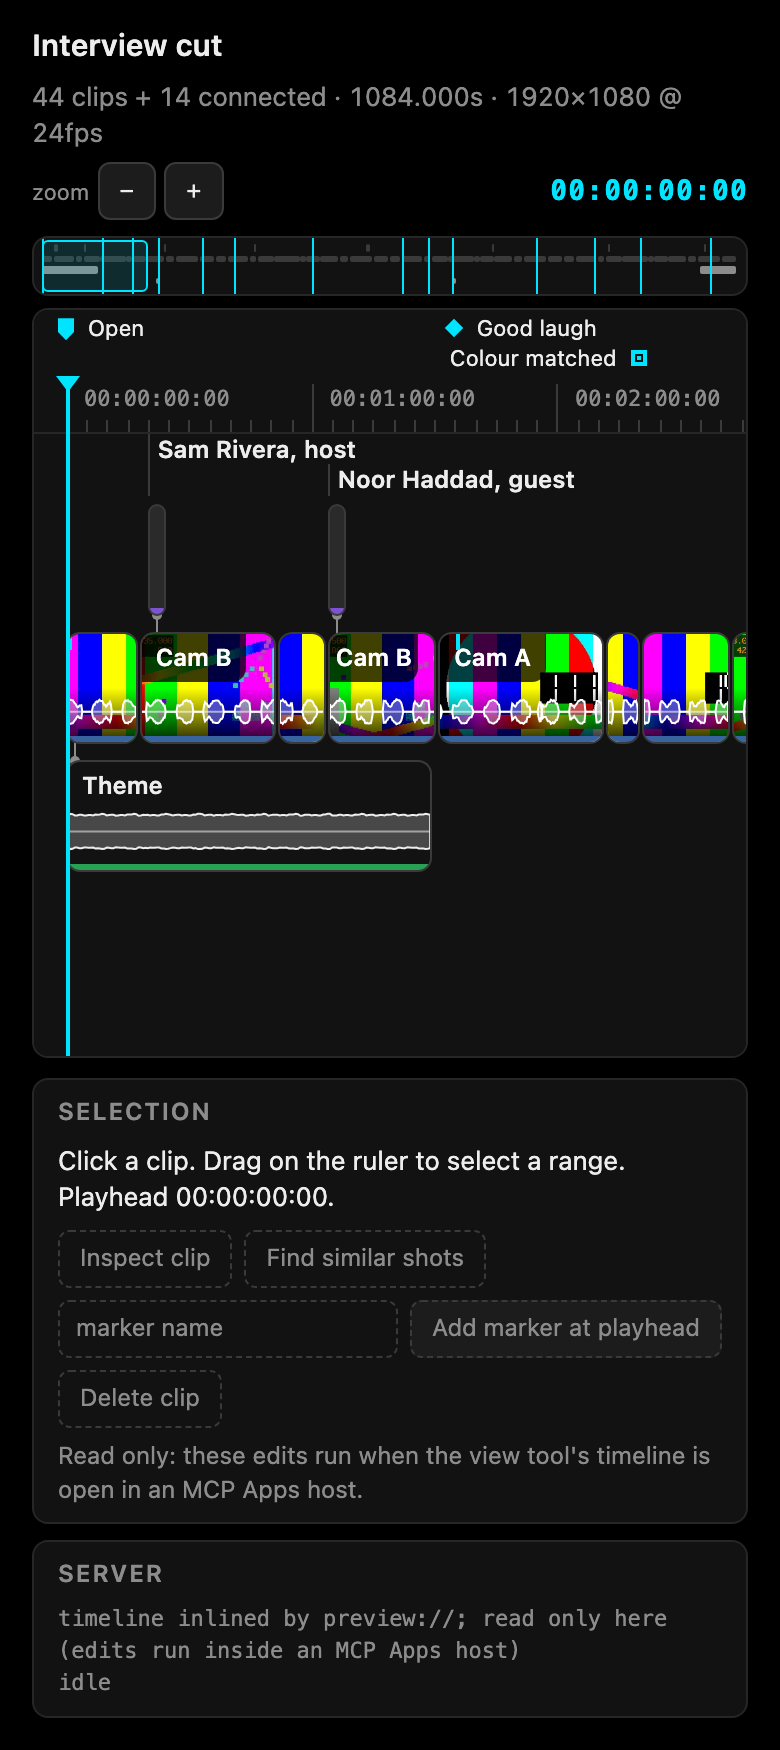 Interview cut
44 clips + 14 connected · 1084.000s · 1920×1080 @
24fps
zoom − + 00:00:00:00
Open
Good laugh
Colour matched
00:00:00:00 00:01:00:00 00:02:00:00
Sam Rivera, host
Noor Haddad, guest
Cam B Cam B Cam A
Theme
SELECTION
Click a clip. Drag on the ruler to select a range.
Playhead 00:00:00:00.
Inspect clip Find similar shots
marker name Add marker at playhead
Delete clip
Read only: these edits run when the view tool's timeline is
open in an MCP Apps host.
SERVER
timeline inlined by preview://; read only here
(edits run inside an MCP Apps host)
idle